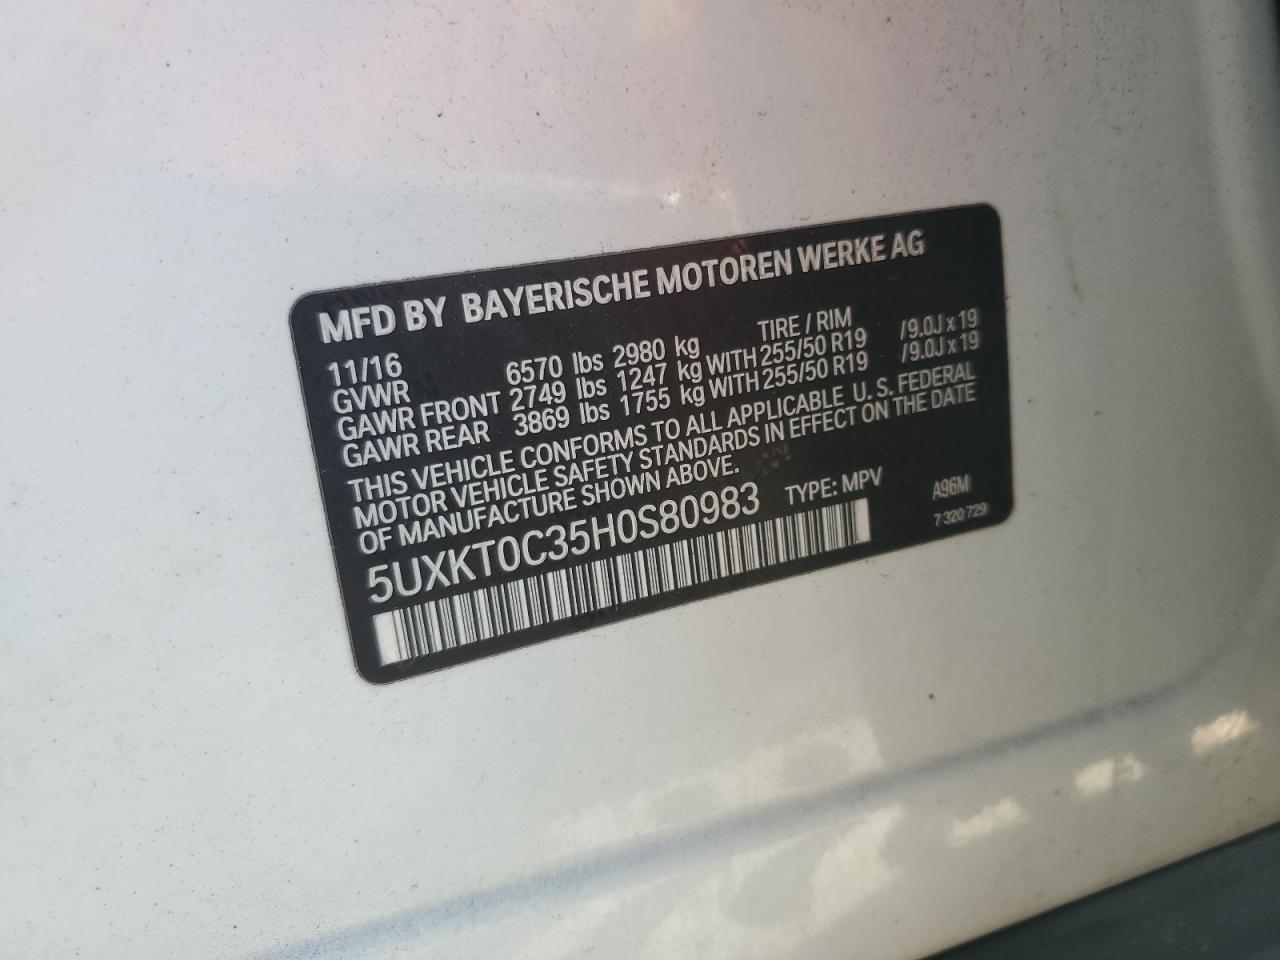 MFD BY BAYERISCHE MOTOREN WERKE AG
11/16 TIRE / RIM
GVWR 6570 lbs 2980 kg
GAWR FRONT 2749 lbs 1247 kg WITH 255/50 R19 /9.0J x 19
GAWR REAR 3869 lbs 1755 kg WITH 255/50 R19 /9.0J x 19
THIS VEHICLE CONFORMS TO ALL APPLICABLE U. S. FEDERAL
MOTOR VEHICLE SAFETY STANDARDS IN EFFECT ON THE DATE
OF MANUFACTURE SHOWN ABOVE.
5UXKT0C35H0S80983 TYPE: MPV A96M
7 320 729